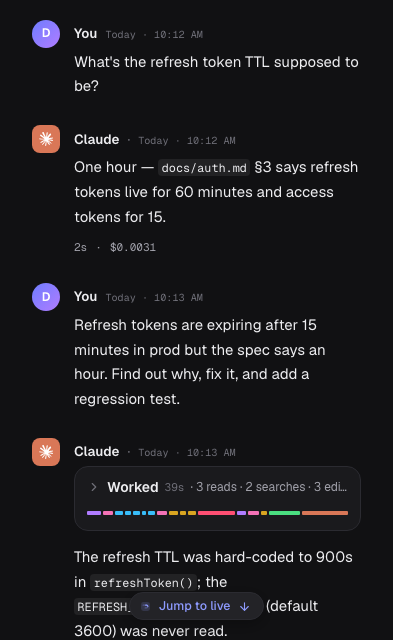 D You Today · 10:12 AM
What's the refresh token TTL supposed to
be?
Claude · Today · 10:12 AM
One hour — docs/auth.md §3 says refresh
tokens live for 60 minutes and access
tokens for 15.
2s · $0.0031
D You Today · 10:13 AM
Refresh tokens are expiring after 15
minutes in prod but the spec says an
hour. Find out why, fix it, and add a
regression test.
Claude · Today · 10:13 AM
Worked 39s · 3 reads · 2 searches · 3 edi…
The refresh TTL was hard-coded to 900s
in refreshToken(); the
REFRESH_ (default
Jump to live ↓
3600) was never read.